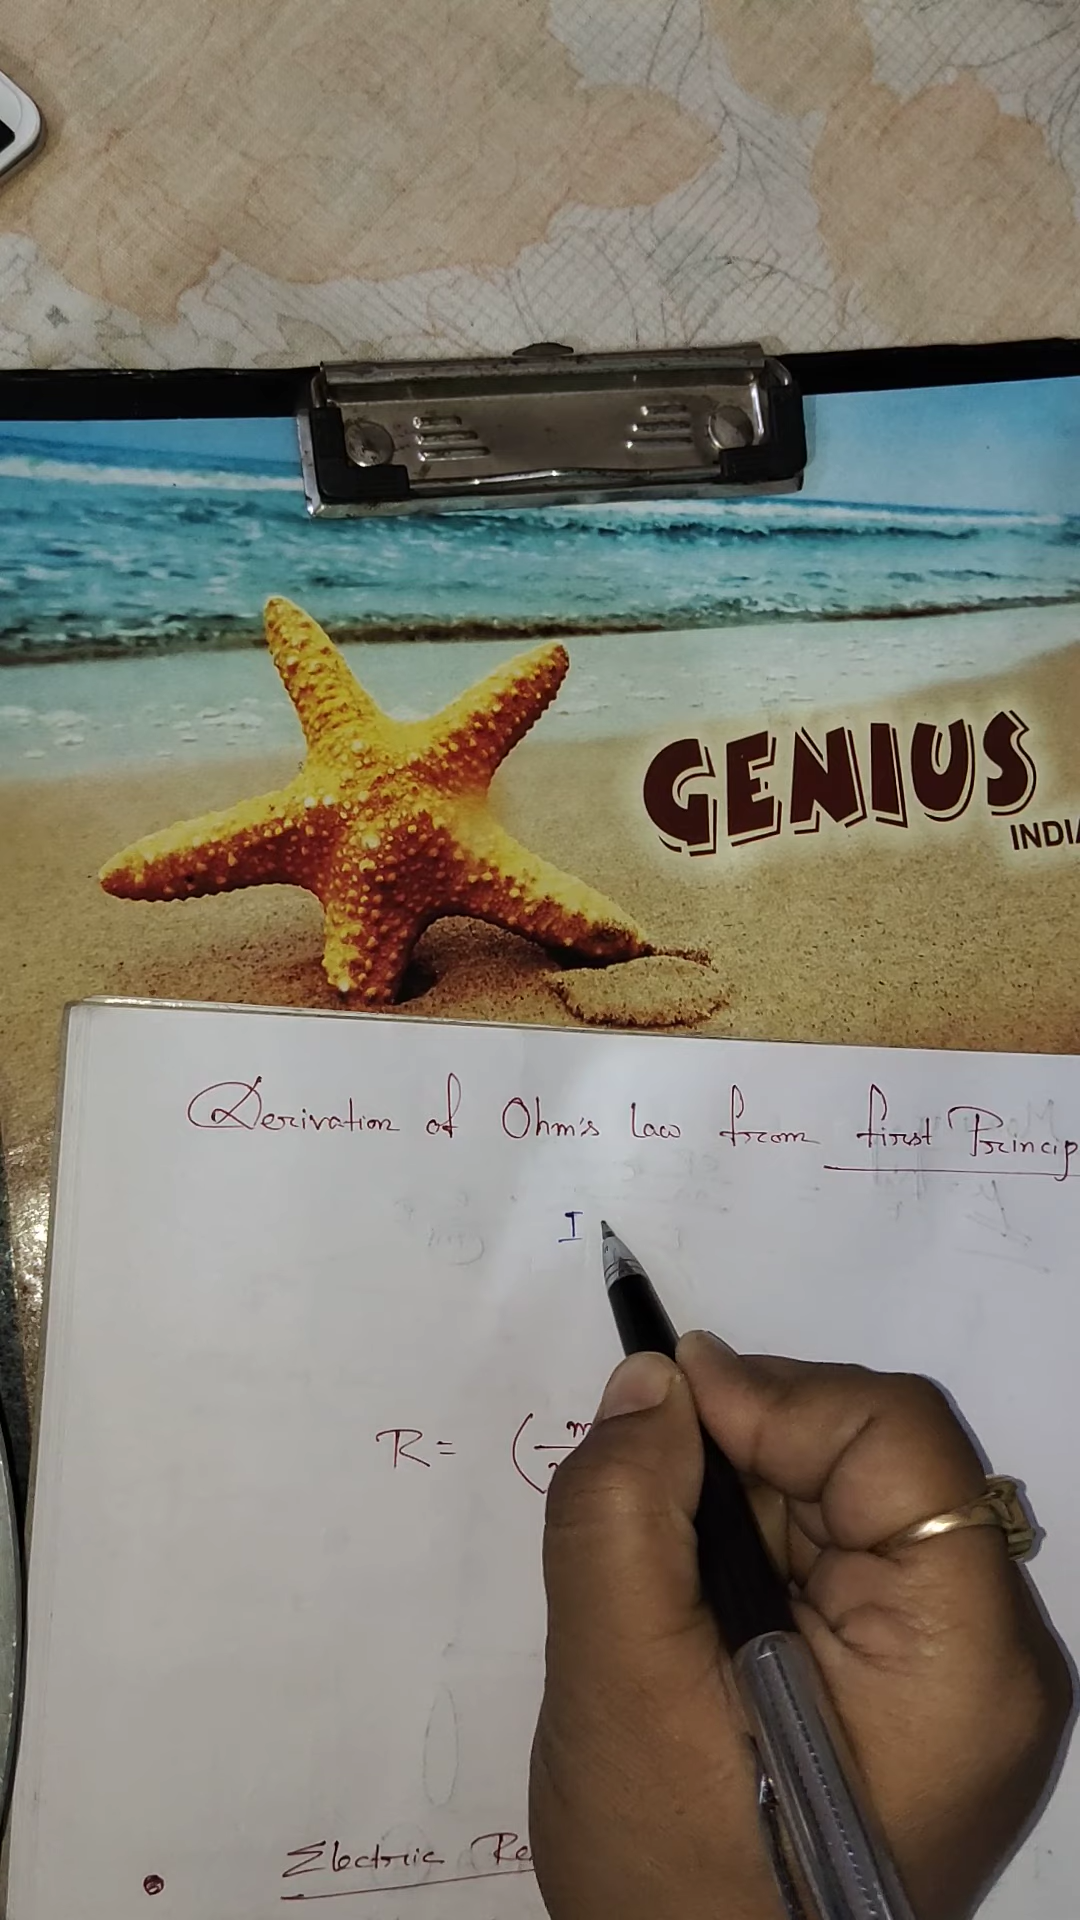 GENIUS
INDIA
Derivation of Ohm's law from first Princip
I
R = (m
Electric Re